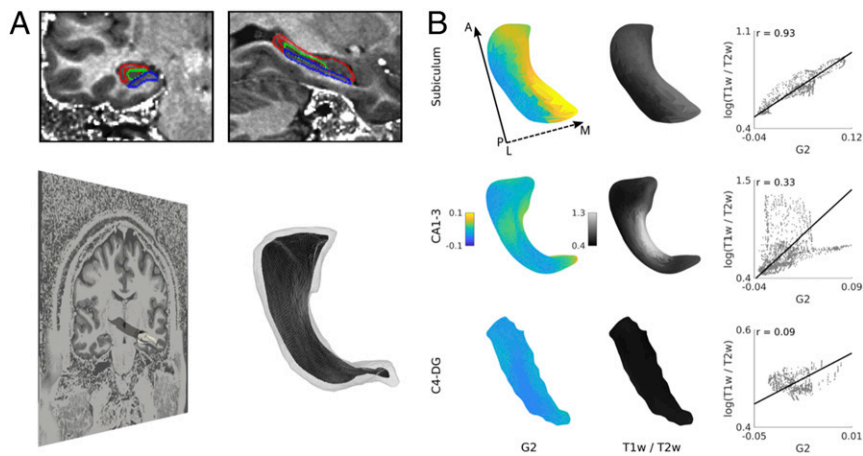 A
B
A
P
L
M
Subiculum
r = 0.93
1.1
0.4
log(T1w / T2w)
-0.04
0.12
G2
CA1-3
0.1
-0.1
1.3
0.4
r = 0.33
1.5
0.4
log(T1w / T2w)
-0.04
0.09
G2
C4-DG
r = 0.09
0.6
0.4
log(T1w / T2w)
-0.05
0.01
G2
G2
T1w / T2w